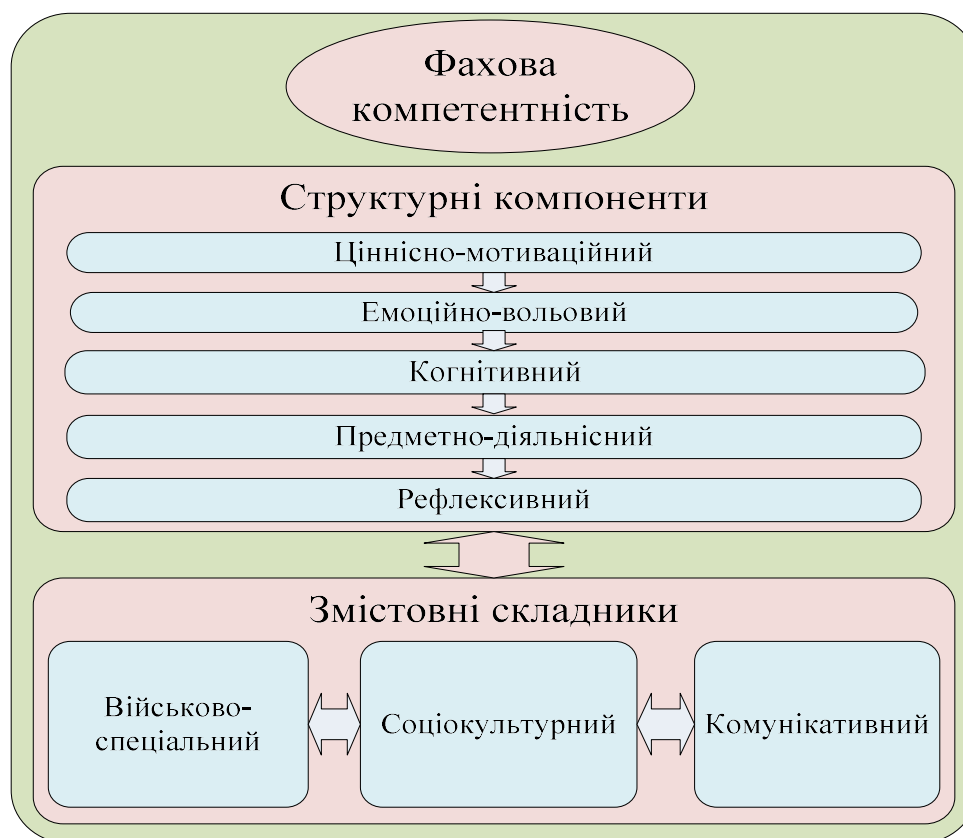 Фахова
компетентність
Структурні компоненти
Ціннісно-мотиваційний
Емоційно-вольовий
Когнітивний
Предметно-діяльнісний
Рефлексивний
Змістовні складники
Військово-
спеціальний
Соціокультурний
Комунікативний